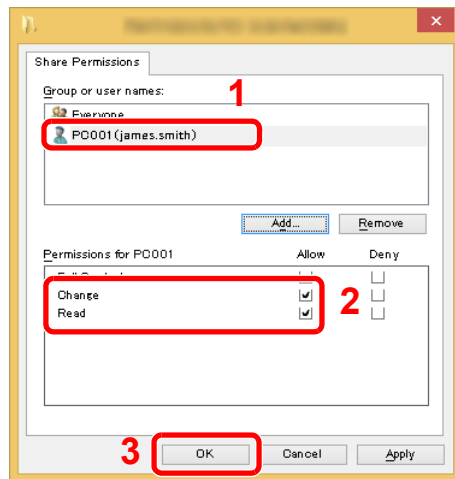 Share Permissions
Group or user names:
1
Everyone
PC001(james.smith)
Add... Remove
Permissions for PC001 Allow Deny
Change
2
Read
3
OK Cancel Apply